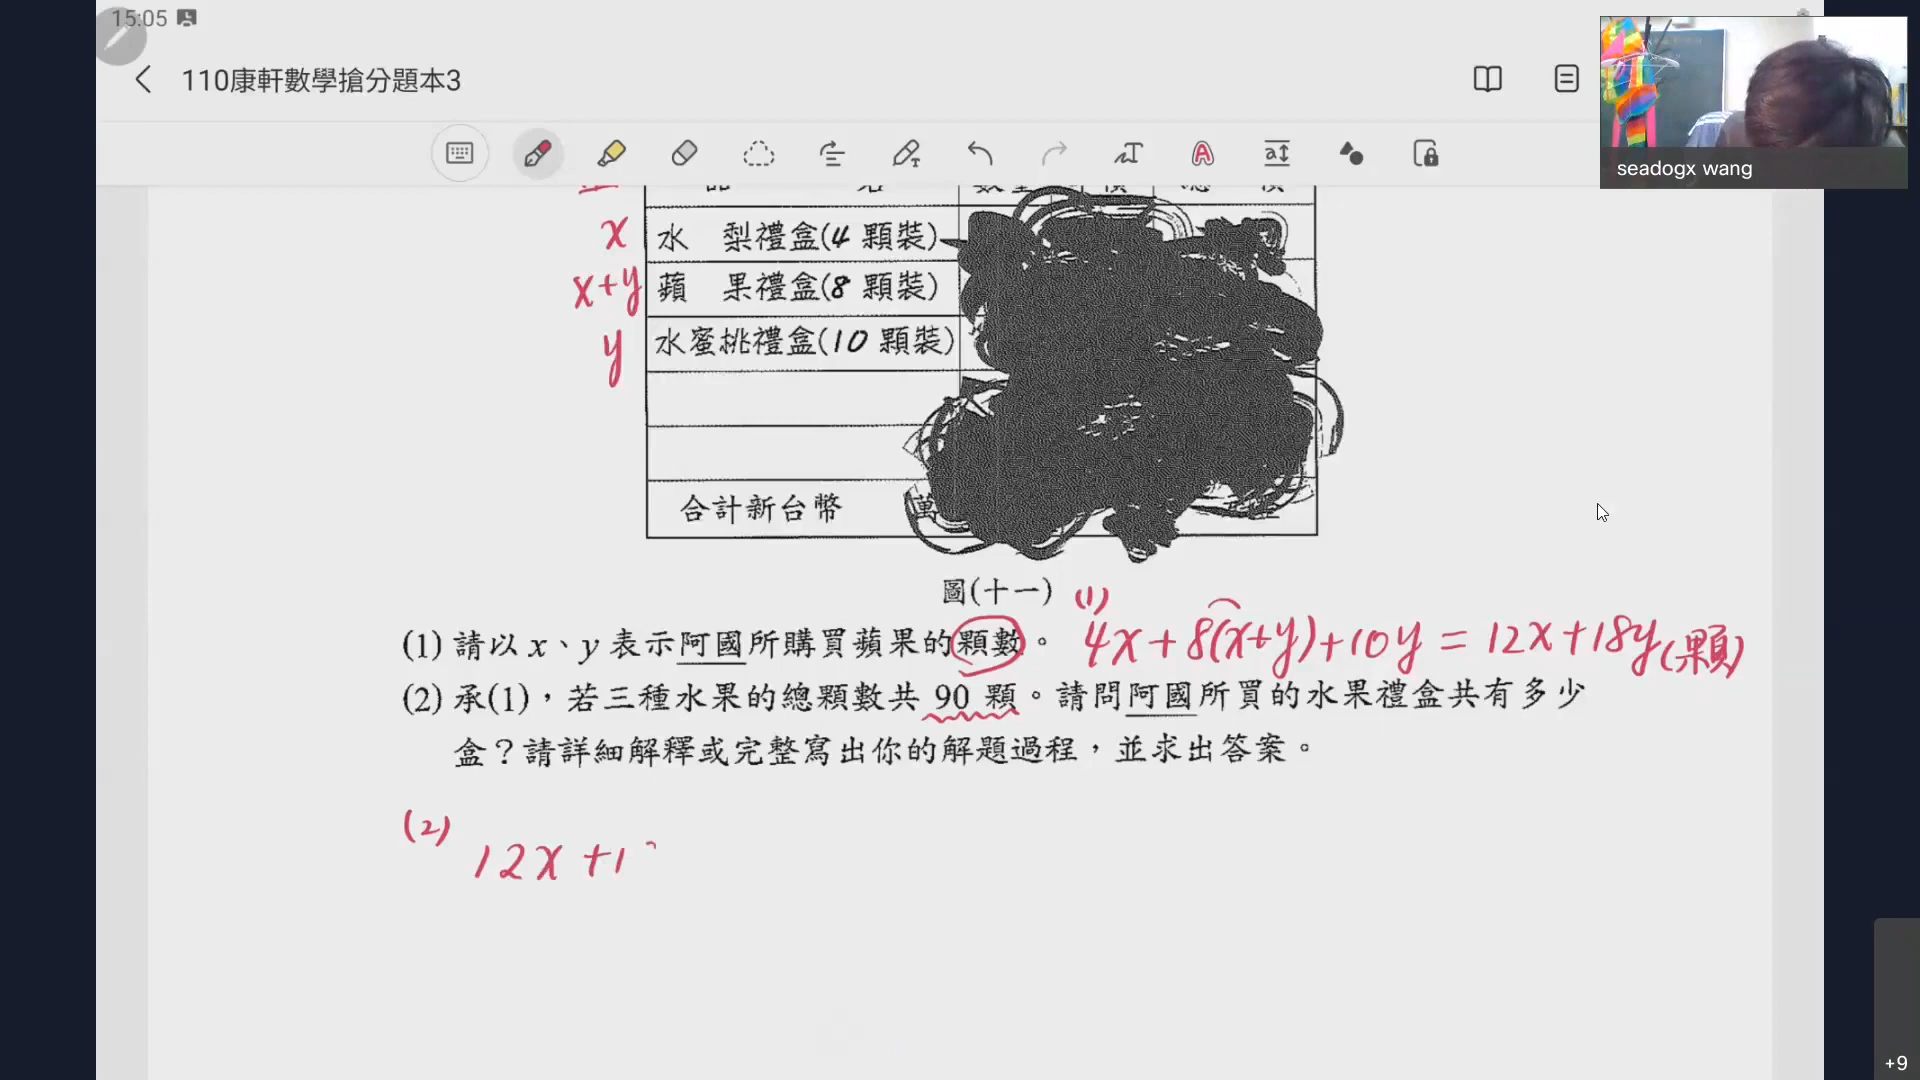 15:05
110康軒數學搶分題本3
seadogx wang
x 水 梨禮盒(4 顆裝)
x+y 蘋 果禮盒(8 顆裝)
y 水蜜桃禮盒(10 顆裝)
合計新台幣 萬
圖(十一)
(1) 請以 x、y 表示阿國所購買蘋果的顆數。
(1) 4x+8(x+y)+10y=12x+18y(顆)
(2) 承(1),若三種水果的總顆數共 90 顆。請問阿國所買的水果禮盒共有多少
盒?請詳細解釋或完整寫出你的解題過程,並求出答案。
(2)
12x+1
+9